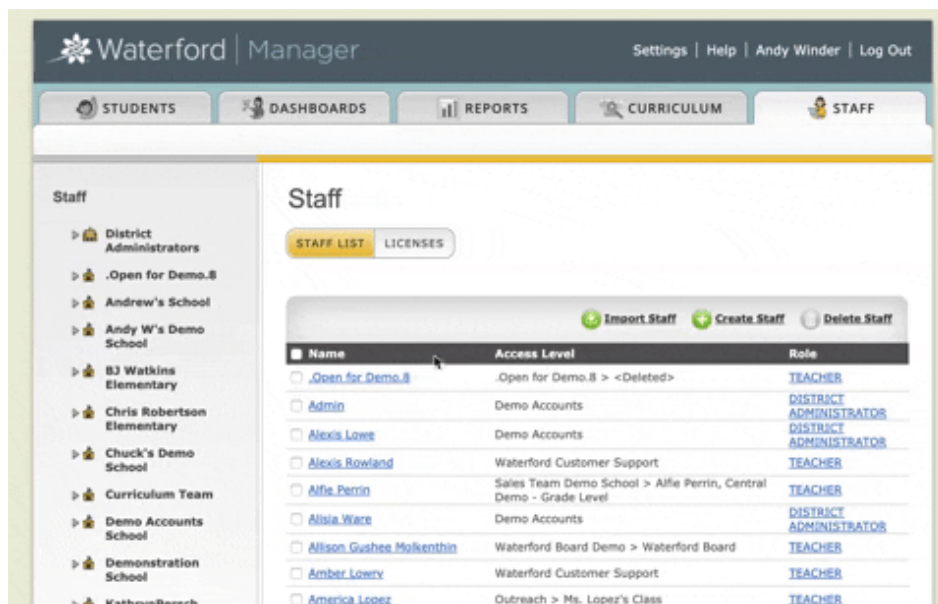 Waterford | Manager
Settings | Help | Andy Winder | Log Out
STUDENTS
DASHBOARDS
REPORTS
CURRICULUM
STAFF
Staff
District
Administrators
.Open for Demo.8
Andrew's School
Andy W's Demo
School
BJ Watkins
Elementary
Chris Robertson
Elementary
Chuck's Demo
School
Curriculum Team
Demo Accounts
School
Demonstration
School
Staff
STAFF LIST
LICENSES
Import Staff
Create Staff
Delete Staff
Name Access Level Role
.Open for Demo.8 .Open for Demo.8 > <Deleted> TEACHER
Admin Demo Accounts DISTRICT
ADMINISTRATOR
Alexis Lowe Demo Accounts DISTRICT
ADMINISTRATOR
Alexis Rowland Waterford Customer Support TEACHER
Alfie Perrin Sales Team Demo School > Alfie Perrin, Central
Demo - Grade Level TEACHER
Alisia Ware Demo Accounts DISTRICT
ADMINISTRATOR
Allison Gushee Molkenthin Waterford Board Demo > Waterford Board TEACHER
Amber Lowry Waterford Customer Support TEACHER
America Lopez Outreach > Ms. Lopez's Class TEACHER